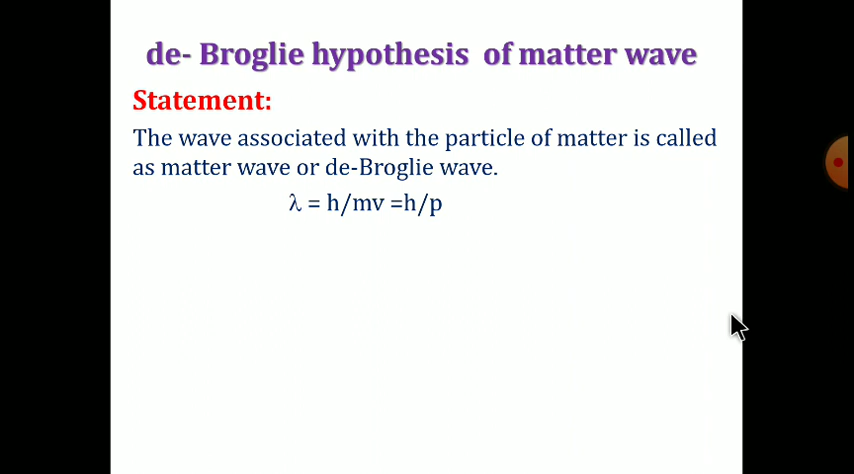 de- Broglie hypothesis of matter wave
Statement:
The wave associated with the particle of matter is called
as matter wave or de-Broglie wave.
λ = h/mv =h/p